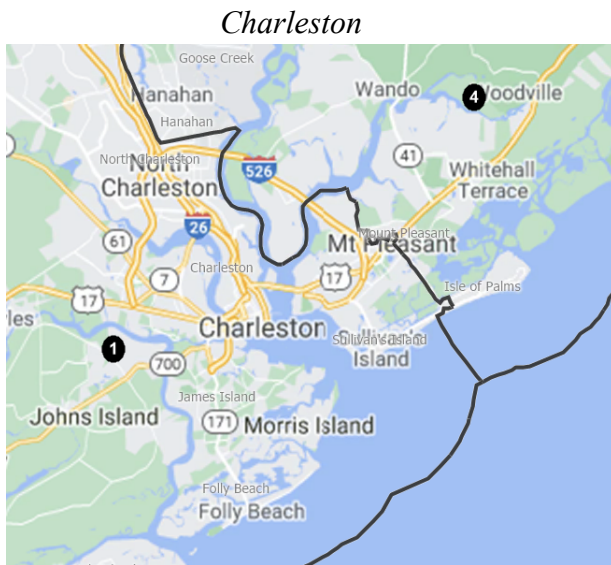 Charleston
Goose Creek
Hanahan
Hanahan
Wando
4
Woodville
41
North Charleston
North
Charleston
526
Whitehall
Terrace
26
61
Mount Pleasant
Mt Pleasant
Charleston
7
17
17
Isle of Palms
les
Charleston
Sullivan's Island
Island
1
700
James Island
Johns Island
171
Morris Island
Folly Beach
Folly Beach